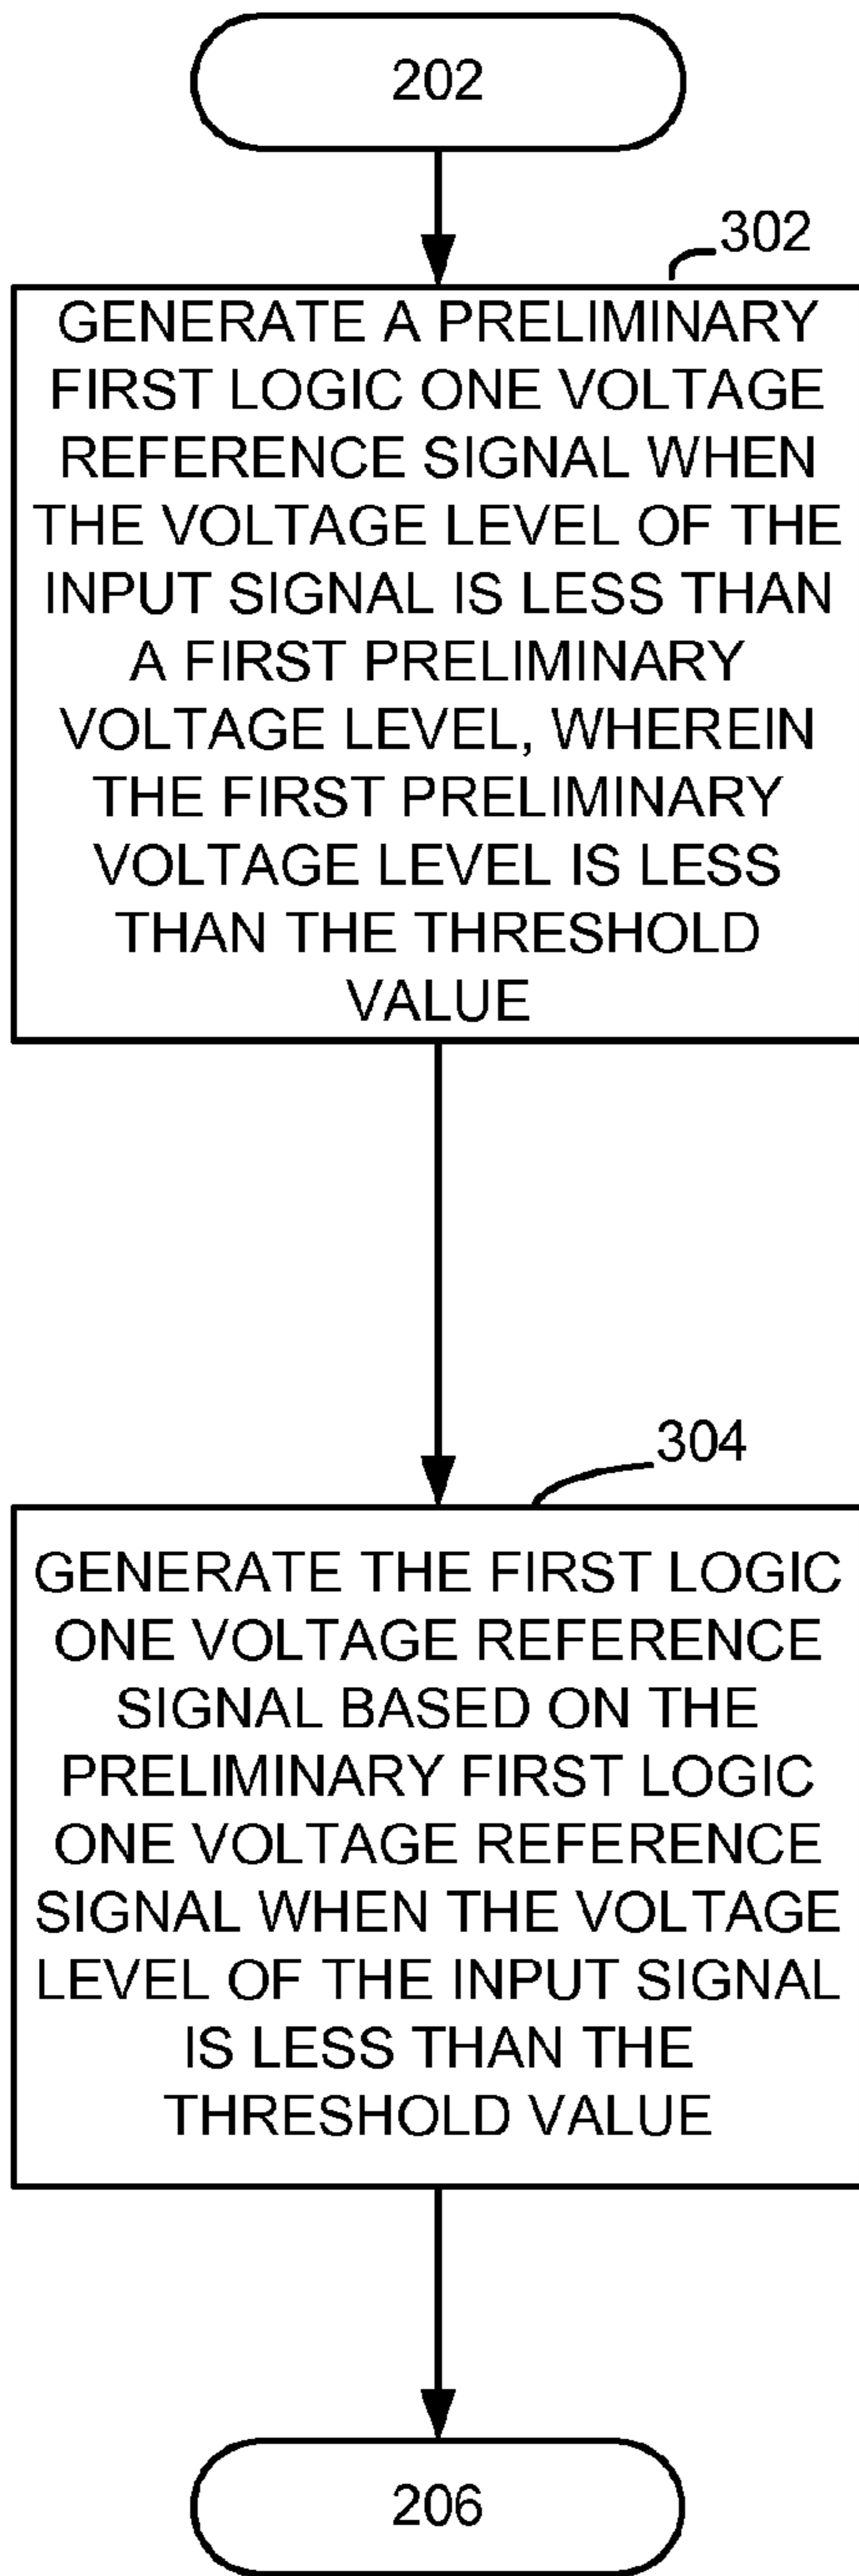 202
302
GENERATE A PRELIMINARY
FIRST LOGIC ONE VOLTAGE
REFERENCE SIGNAL WHEN
THE VOLTAGE LEVEL OF THE
INPUT SIGNAL IS LESS THAN
A FIRST PRELIMINARY
VOLTAGE LEVEL, WHEREIN
THE FIRST PRELIMINARY
VOLTAGE LEVEL IS LESS
THAN THE THRESHOLD
VALUE
304
GENERATE THE FIRST LOGIC
ONE VOLTAGE REFERENCE
SIGNAL BASED ON THE
PRELIMINARY FIRST LOGIC
ONE VOLTAGE REFERENCE
SIGNAL WHEN THE VOLTAGE
LEVEL OF THE INPUT SIGNAL
IS LESS THAN THE
THRESHOLD VALUE
206